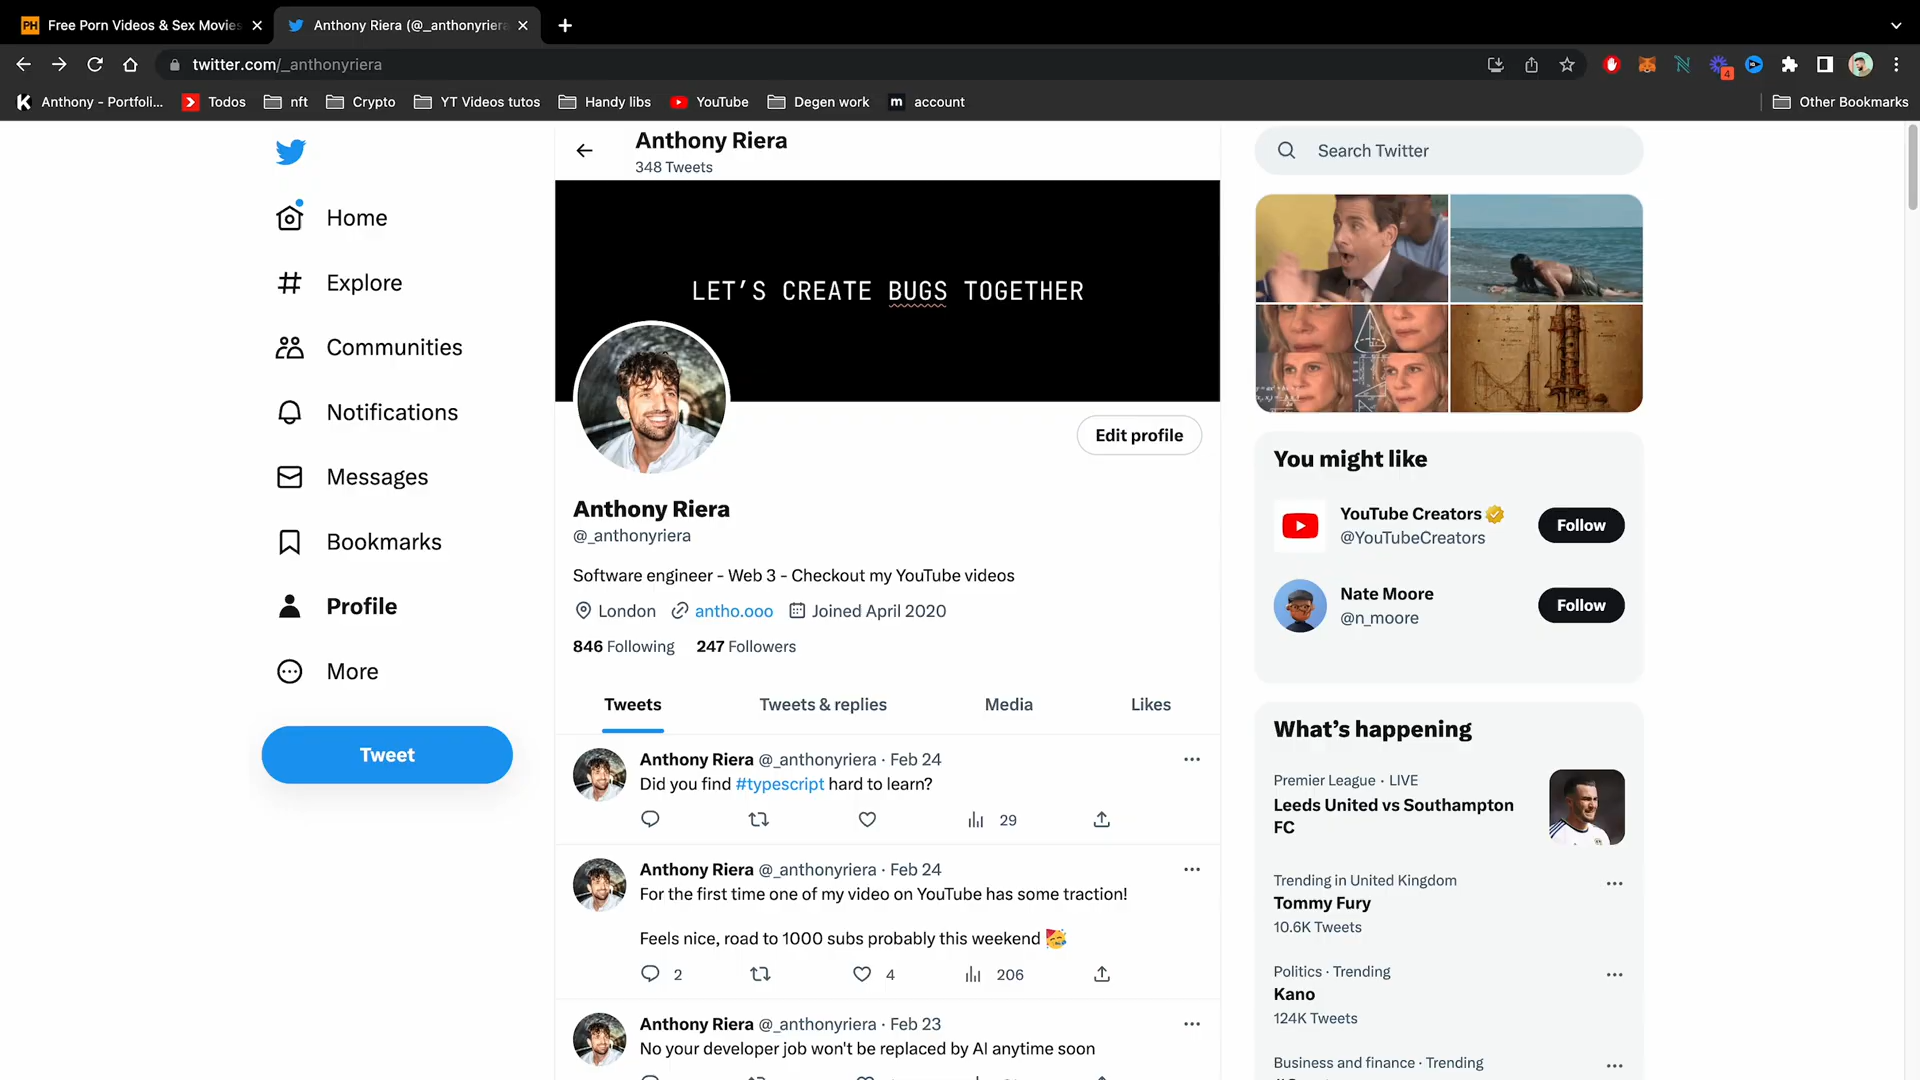 PH Free Porn Videos & Sex Movies
Anthony Riera (@_anthonyriera
twitter.com/_anthonyriera
4
Anthony - Portfoli...
Todos
nft
Crypto
YT Videos tutos
Handy libs
YouTube
Degen work
m account
Other Bookmarks
Anthony Riera
348 Tweets
Search Twitter
Home
Explore
Communities
Notifications
Messages
Bookmarks
Profile
More
Tweet
LET'S CREATE BUGS TOGETHER
Edit profile
Anthony Riera
@_anthonyriera
Software engineer - Web 3 - Checkout my YouTube videos
London antho.ooo Joined April 2020
846 Following 247 Followers
Tweets Tweets & replies Media Likes
Anthony Riera @_anthonyriera · Feb 24
Did you find #typescript hard to learn?
29
Anthony Riera @_anthonyriera · Feb 24
For the first time one of my video on YouTube has some traction!
Feels nice, road to 1000 subs probably this weekend 🥳
2 4 206
Anthony Riera @_anthonyriera · Feb 23
No your developer job won't be replaced by AI anytime soon
You might like
YouTube Creators
@YouTubeCreators
Follow
Nate Moore
@n_moore
Follow
What's happening
Premier League · LIVE
Leeds United vs Southampton
FC
Trending in United Kingdom
Tommy Fury
10.6K Tweets
Politics · Trending
Kano
124K Tweets
Business and finance · Trending